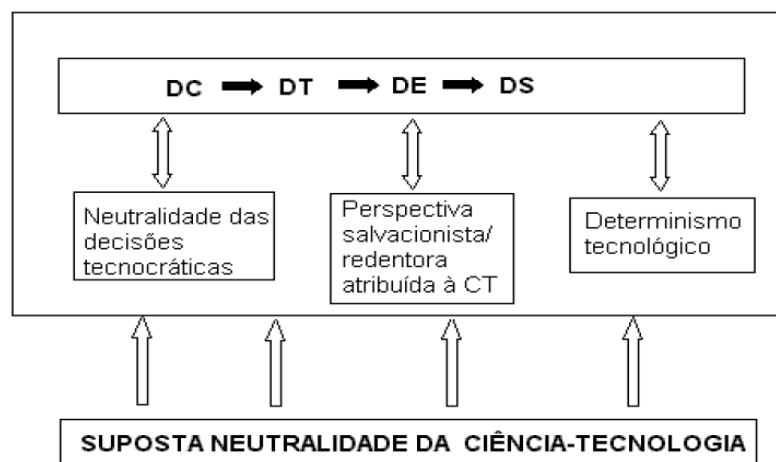 DC → DT → DE → DS
Neutralidade das
decisões
tecnocráticas
Perspectiva
salvacionista/
redentora
atribuída à CT
Determinismo
tecnológico
SUPOSTA NEUTRALIDADE DA CIÊNCIA-TECNOLOGIA